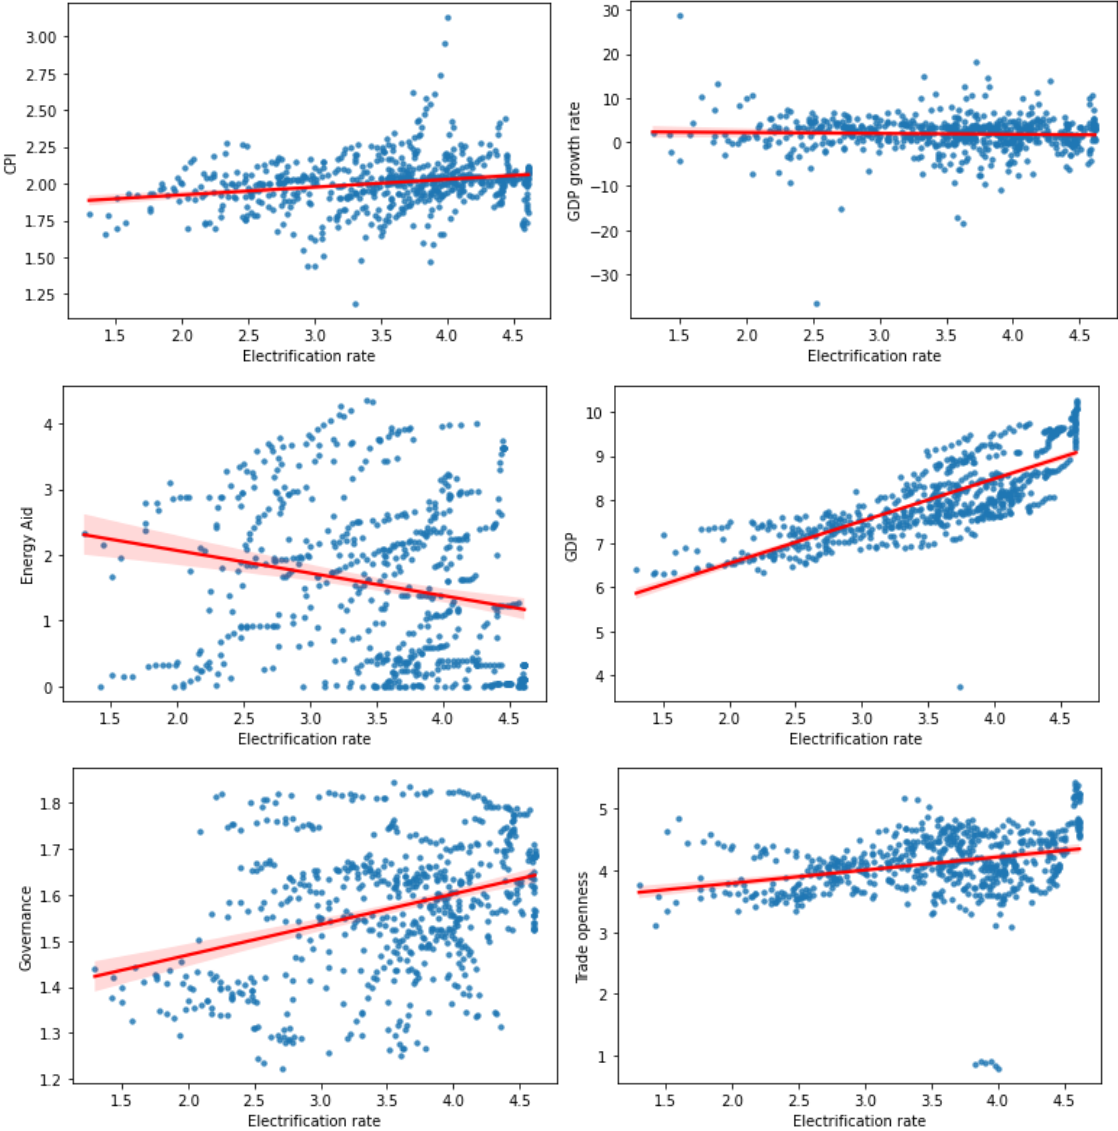 CPI
3.00
2.75
2.50
2.25
2.00
1.75
1.50
1.25
1.5 2.0 2.5 3.0 3.5 4.0 4.5
Electrification rate
GDP growth rate
30
20
10
0
−10
−20
−30
1.5 2.0 2.5 3.0 3.5 4.0 4.5
Electrification rate
Energy Aid
4
3
2
1
0
1.5 2.0 2.5 3.0 3.5 4.0 4.5
Electrification rate
GDP
10
9
8
7
6
5
4
1.5 2.0 2.5 3.0 3.5 4.0 4.5
Electrification rate
Governance
1.8
1.7
1.6
1.5
1.4
1.3
1.2
1.5 2.0 2.5 3.0 3.5 4.0 4.5
Electrification rate
Trade openness
5
4
3
2
1
1.5 2.0 2.5 3.0 3.5 4.0 4.5
Electrification rate